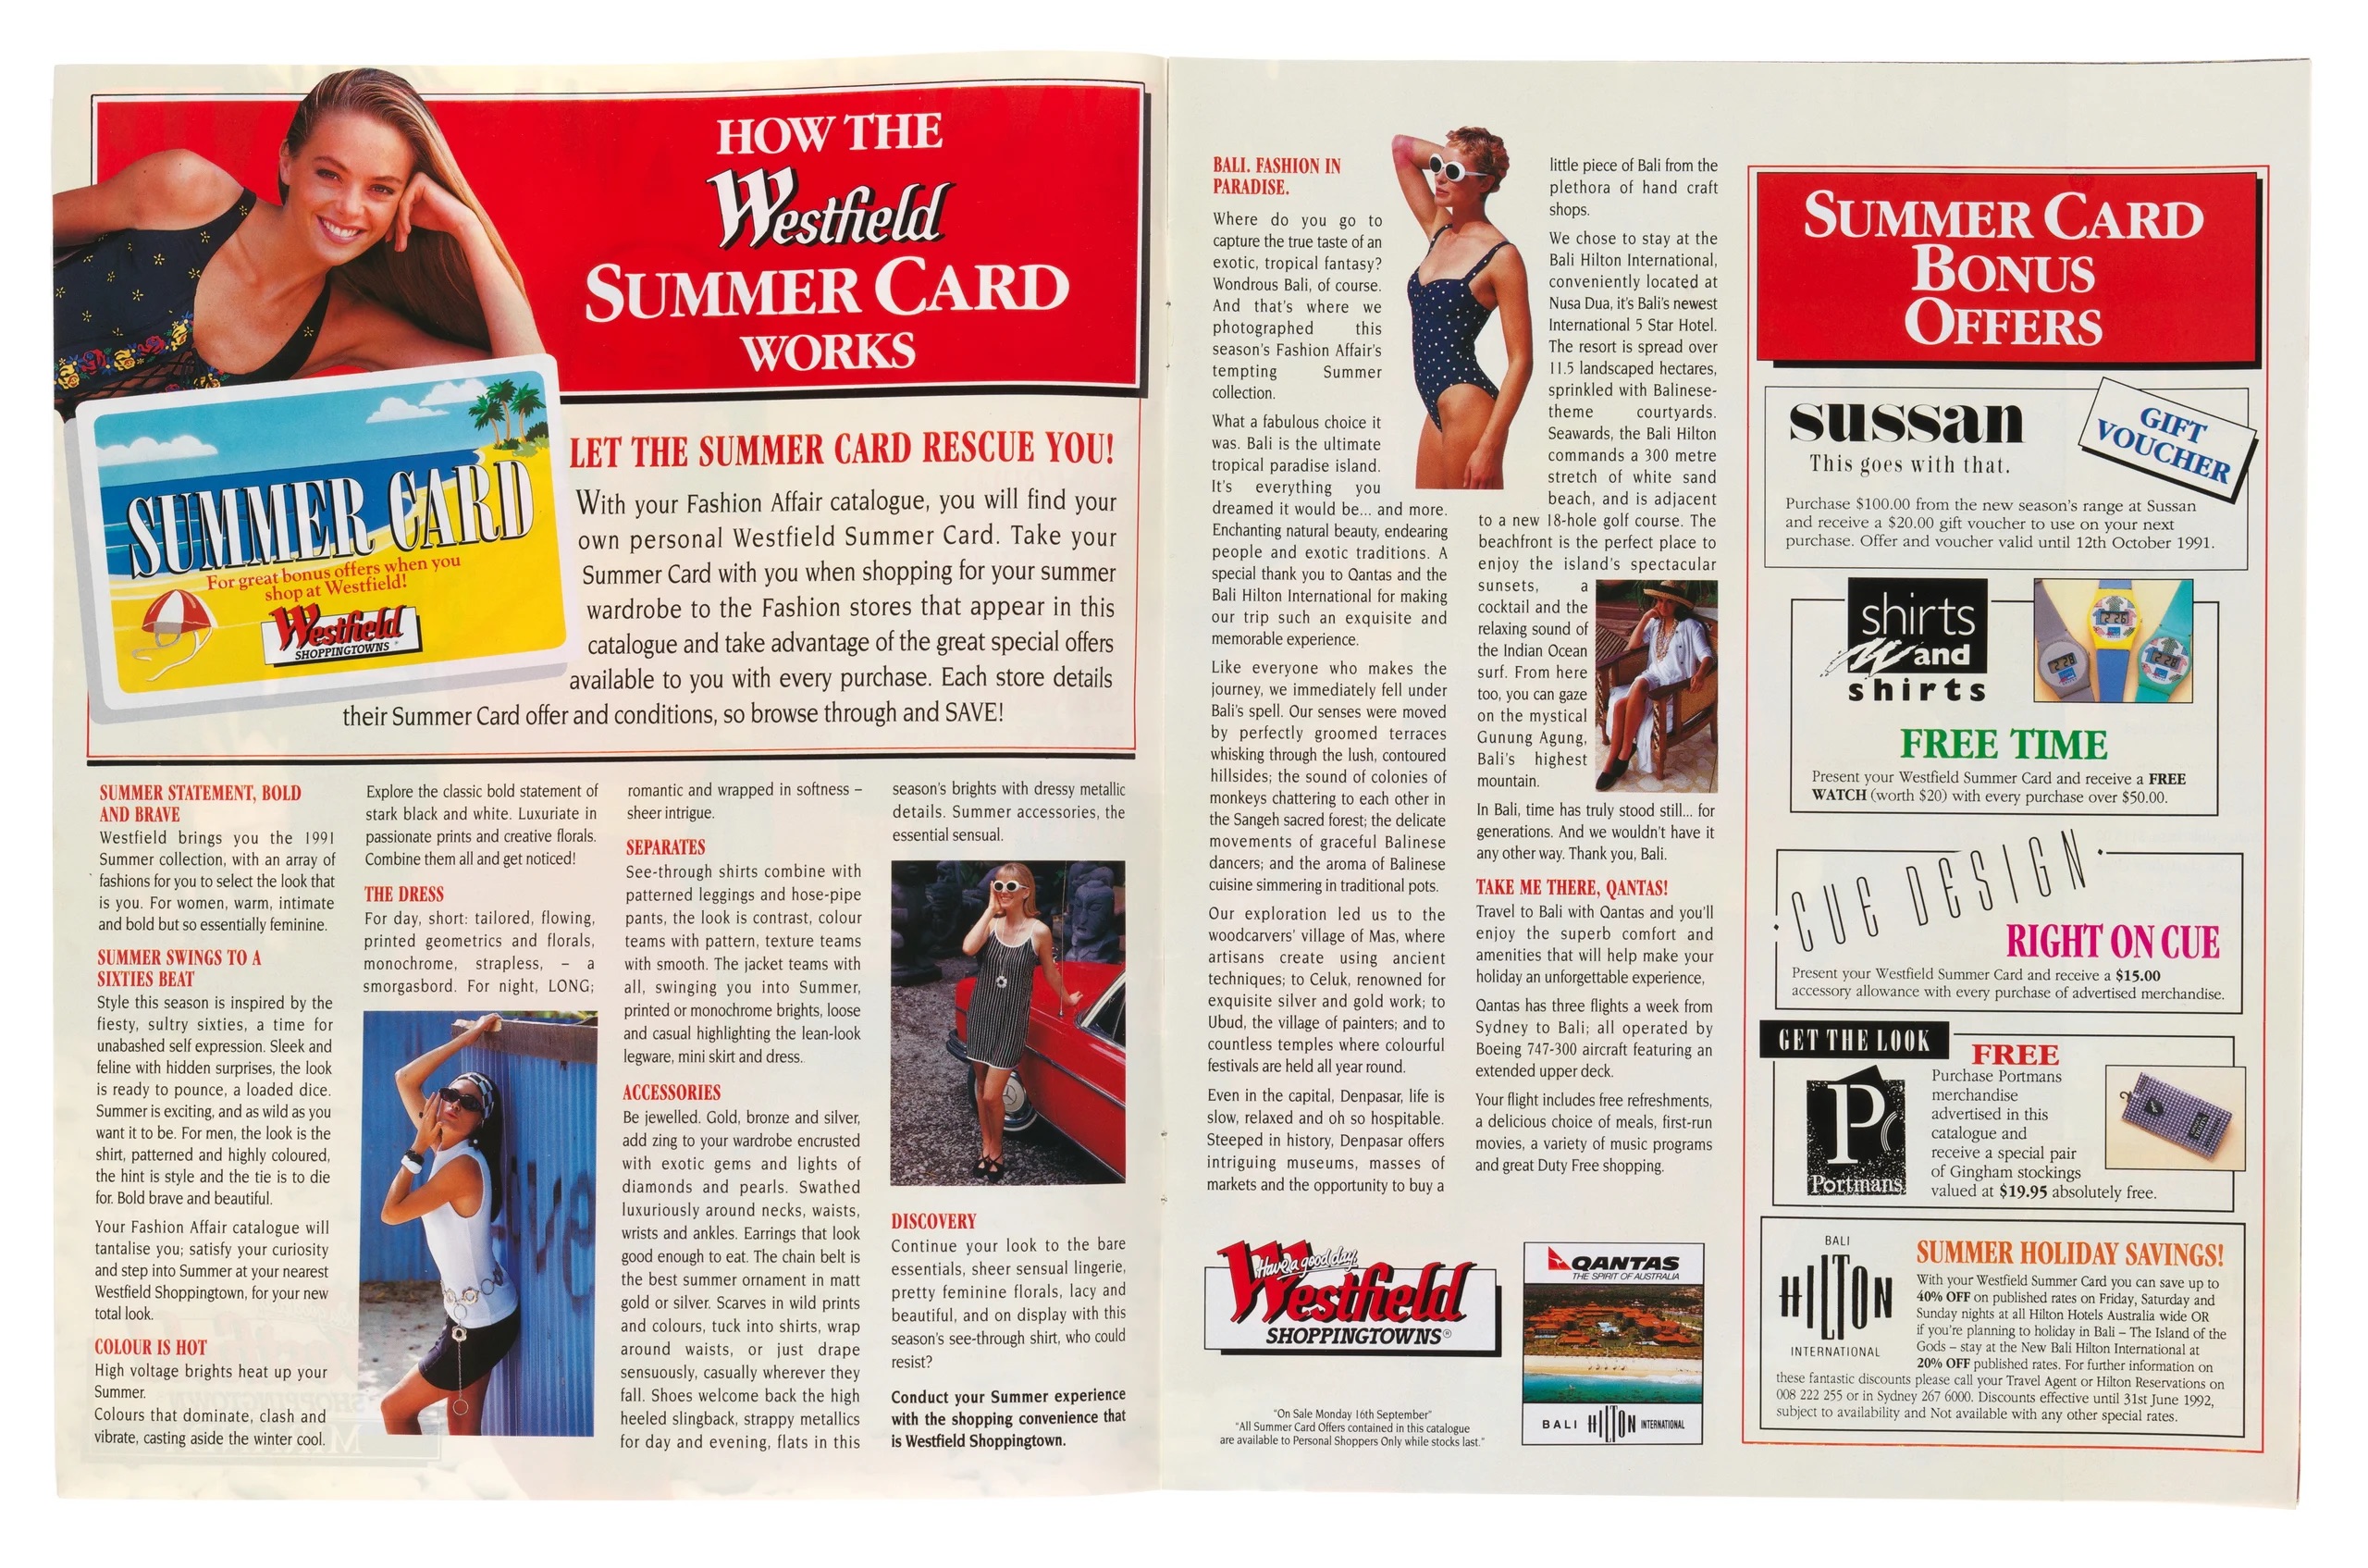 HOW THE
Westfield
SUMMER CARD
WORKS
SUMMER CARD
For great bonus offers when you
shop at Westfield!
Westfield
SHOPPINGTOWNS
LET THE SUMMER CARD RESCUE YOU!
With your Fashion Affair catalogue, you will find your
own personal Westfield Summer Card. Take your
Summer Card with you when shopping for your summer
wardrobe to the Fashion stores that appear in this
catalogue and take advantage of the great special offers
available to you with every purchase. Each store details
their Summer Card offer and conditions, so browse through and SAVE!
SUMMER STATEMENT, BOLD
AND BRAVE
Westfield brings you the 1991
Summer collection, with an array of
fashions for you to select the look that
is you. For women, warm, intimate
and bold but so essentially feminine.
SUMMER SWINGS TO A
SIXTIES BEAT
Style this season is inspired by the
fiesty, sultry sixties, a time for
unabashed self expression. Sleek and
feline with hidden surprises, the look
is ready to pounce, a loaded dice.
Summer is exciting, and as wild as you
want it to be. For men, the look is the
shirt, patterned and highly coloured,
the hint is style and the tie is to die
for. Bold brave and beautiful.
Your Fashion Affair catalogue will
tantalise you; satisfy your curiosity
and step into Summer at your nearest
Westfield Shoppingtown, for your new
total look.
COLOUR IS HOT
High voltage brights heat up your
Summer.
Colours that dominate, clash and
vibrate, casting aside the winter cool.
Explore the classic bold statement of
stark black and white. Luxuriate in
passionate prints and creative florals.
Combine them all and get noticed!
THE DRESS
For day, short: tailored, flowing,
printed geometrics and florals,
monochrome, strapless, – a
smorgasbord. For night, LONG;
romantic and wrapped in softness –
sheer intrigue.
SEPARATES
See-through shirts combine with
patterned leggings and hose-pipe
pants, the look is contrast, colour
teams with pattern, texture teams
with smooth. The jacket teams with
all, swinging you into Summer,
printed or monochrome brights, loose
and casual highlighting the lean-look
legware, mini skirt and dress.
ACCESSORIES
Be jewelled. Gold, bronze and silver,
add zing to your wardrobe encrusted
with exotic gems and lights of
diamonds and pearls. Swathed
luxuriously around necks, waists,
wrists and ankles. Earrings that look
good enough to eat. The chain belt is
the best summer ornament in matt
gold or silver. Scarves in wild prints
and colours, tuck into shirts, wrap
around waists, or just drape
sensuously, casually wherever they
fall. Shoes welcome back the high
heeled slingback, strappy metallics
for day and evening, flats in this
season's brights with dressy metallic
details. Summer accessories, the
essential sensual.
DISCOVERY
Continue your look to the bare
essentials, sheer sensual lingerie,
pretty feminine florals, lacy and
beautiful, and on display with this
season's see-through shirt, who could
resist?
Conduct your Summer experience
with the shopping convenience that
is Westfield Shoppingtown.
BALI. FASHION IN
PARADISE.
Where do you go to
capture the true taste of an
exotic, tropical fantasy?
Wondrous Bali, of course.
And that's where we
photographed this
season's Fashion Affair's
tempting Summer
collection.
What a fabulous choice it
was. Bali is the ultimate
tropical paradise island.
It's everything you
dreamed it would be... and more.
Enchanting natural beauty, endearing
people and exotic traditions. A
special thank you to Qantas and the
Bali Hilton International for making
our trip such an exquisite and
memorable experience.
Like everyone who makes the
journey, we immediately fell under
Bali's spell. Our senses were moved
by perfectly groomed terraces
whisking through the lush, contoured
hillsides; the sound of colonies of
monkeys chattering to each other in
the Sangeh sacred forest; the delicate
movements of graceful Balinese
dancers; and the aroma of Balinese
cuisine simmering in traditional pots.
Our exploration led us to the
woodcarvers' village of Mas, where
artisans create using ancient
techniques; to Celuk, renowned for
exquisite silver and gold work; to
Ubud, the village of painters; and to
countless temples where colourful
festivals are held all year round.
Even in the capital, Denpasar, life is
slow, relaxed and oh so hospitable.
Steeped in history, Denpasar offers
intriguing museums, masses of
markets and the opportunity to buy a
little piece of Bali from the
plethora of hand craft
shops.
We chose to stay at the
Bali Hilton International,
conveniently located at
Nusa Dua, it's Bali's newest
International 5 Star Hotel.
The resort is spread over
11.5 landscaped hectares,
sprinkled with Balinese-
theme courtyards.
Seawards, the Bali Hilton
commands a 300 metre
stretch of white sand
beach, and is adjacent
to a new 18-hole golf course. The
beachfront is the perfect place to
enjoy the island's spectacular
sunsets, a
cocktail and the
relaxing sound of
the Indian Ocean
surf. From here
too, you can gaze
on the mystical
Gunung Agung,
Bali's highest
mountain.
In Bali, time has truly stood still... for
generations. And we wouldn't have it
any other way. Thank you, Bali.
TAKE ME THERE, QANTAS!
Travel to Bali with Qantas and you'll
enjoy the superb comfort and
amenities that will help make your
holiday an unforgettable experience,
Qantas has three flights a week from
Sydney to Bali; all operated by
Boeing 747-300 aircraft featuring an
extended upper deck.
Your flight includes free refreshments,
a delicious choice of meals, first-run
movies, a variety of music programs
and great Duty Free shopping.
Have a good day
Westfield
SHOPPINGTOWNS®
"On Sale Monday 16th September"
"All Summer Card Offers contained in this catalogue
are available to Personal Shoppers Only while stocks last."
QANTAS
THE SPIRIT OF AUSTRALIA
BALI HILTON INTERNATIONAL
SUMMER CARD
BONUS
OFFERS
sussan
This goes with that.
GIFT
VOUCHER
Purchase $100.00 from the new season's range at Sussan
and receive a $20.00 gift voucher to use on your next
purchase. Offer and voucher valid until 12th October 1991.
shirts
and
shirts
FREE TIME
Present your Westfield Summer Card and receive a FREE
WATCH (worth $20) with every purchase over $50.00.
CUE DESIGN
RIGHT ON CUE
Present your Westfield Summer Card and receive a $15.00
accessory allowance with every purchase of advertised merchandise.
GET THE LOOK
FREE
P
Portmans
Purchase Portmans
merchandise
advertised in this
catalogue and
receive a special pair
of Gingham stockings
valued at $19.95 absolutely free.
BALI
HILTON
INTERNATIONAL
SUMMER HOLIDAY SAVINGS!
With your Westfield Summer Card you can save up to
40% OFF on published rates on Friday, Saturday and
Sunday nights at all Hilton Hotels Australia wide OR
if you're planning to holiday in Bali – The Island of the
Gods – stay at the New Bali Hilton International at
20% OFF published rates. For further information on
these fantastic discounts please call your Travel Agent or Hilton Reservations on
008 222 255 or in Sydney 267 6000. Discounts effective until 31st June 1992,
subject to availability and Not available with any other special rates.